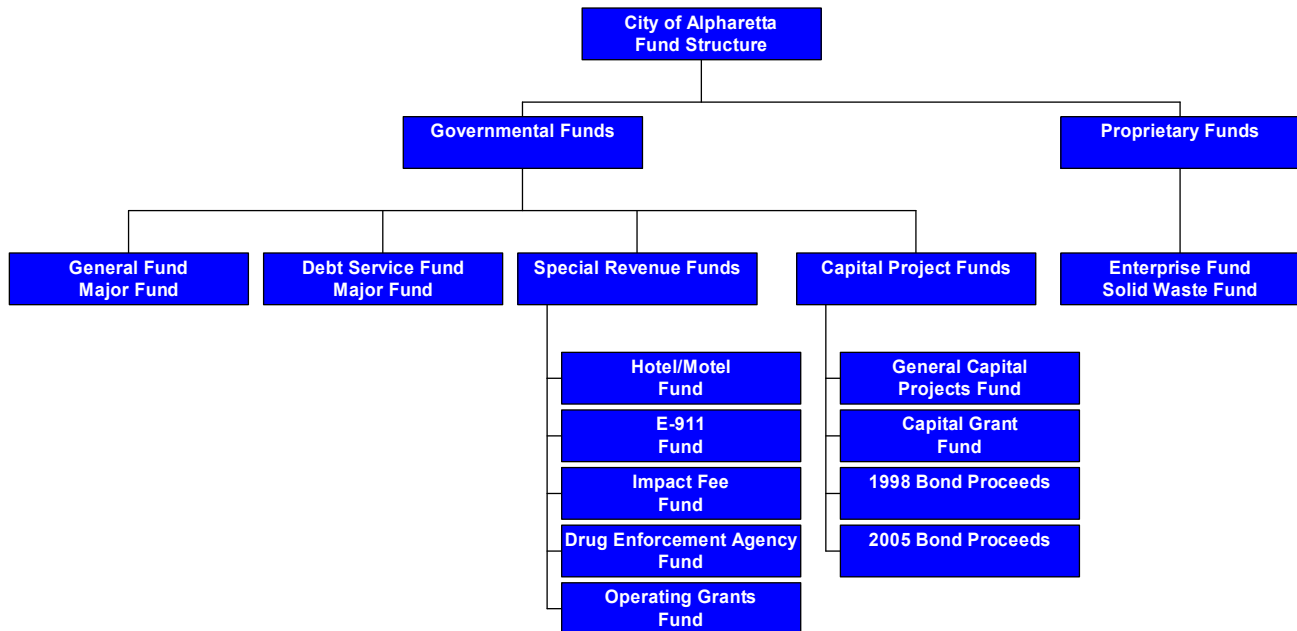 City of Alpharetta
Fund Structure
Governmental Funds
Proprietary Funds
General Fund
Major Fund
Debt Service Fund
Major Fund
Special Revenue Funds
Capital Project Funds
Enterprise Fund
Solid Waste Fund
Hotel/Motel
Fund
E-911
Fund
Impact Fee
Fund
Drug Enforcement Agency
Fund
Operating Grants
Fund
General Capital
Projects Fund
Capital Grant
Fund
1998 Bond Proceeds
2005 Bond Proceeds